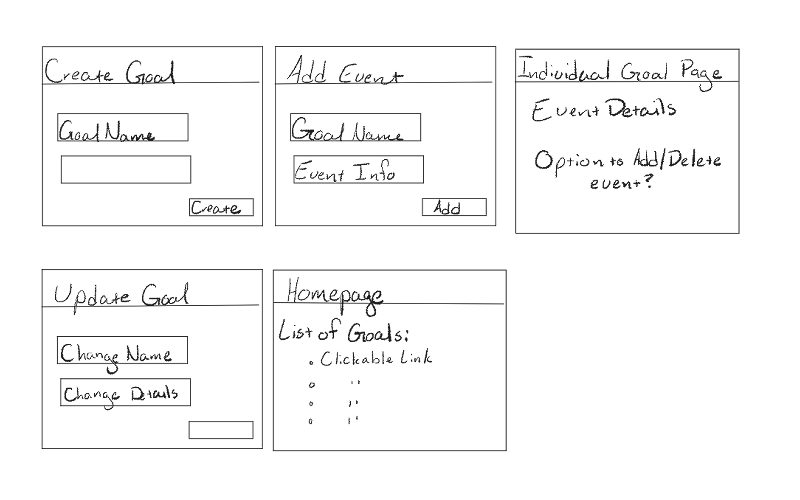 Create Goal
Goal Name
Create
Add Event
Goal Name
Event Info
Add
Individual Goal Page
Event Details
Option to Add/Delete
event?
Update Goal
Change Name
Change Details
Homepage
List of Goals:
• Clickable Link
• "
• "
• "